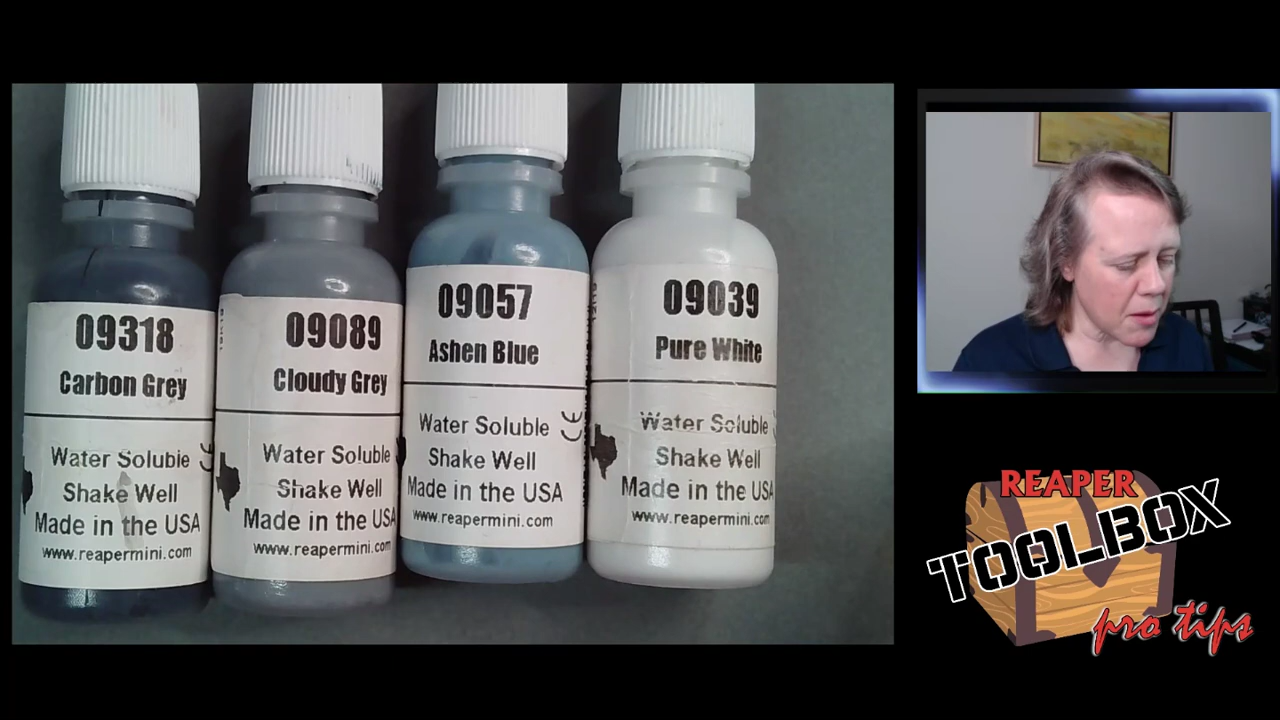 09318
Carbon Grey
Water Soluble
Shake Well
Made in the USA
www.reapermini.com
09089
Cloudy Grey
Water Soluble
Shake Well
Made in the USA
www.reapermini.com
09057
Ashen Blue
Water Soluble
Shake Well
Made in the USA
www.reapermini.com
09039
Pure White
Water Soluble
Shake Well
Made in the USA
www.reapermini.com
REAPER
TOOLBOX
pro tips